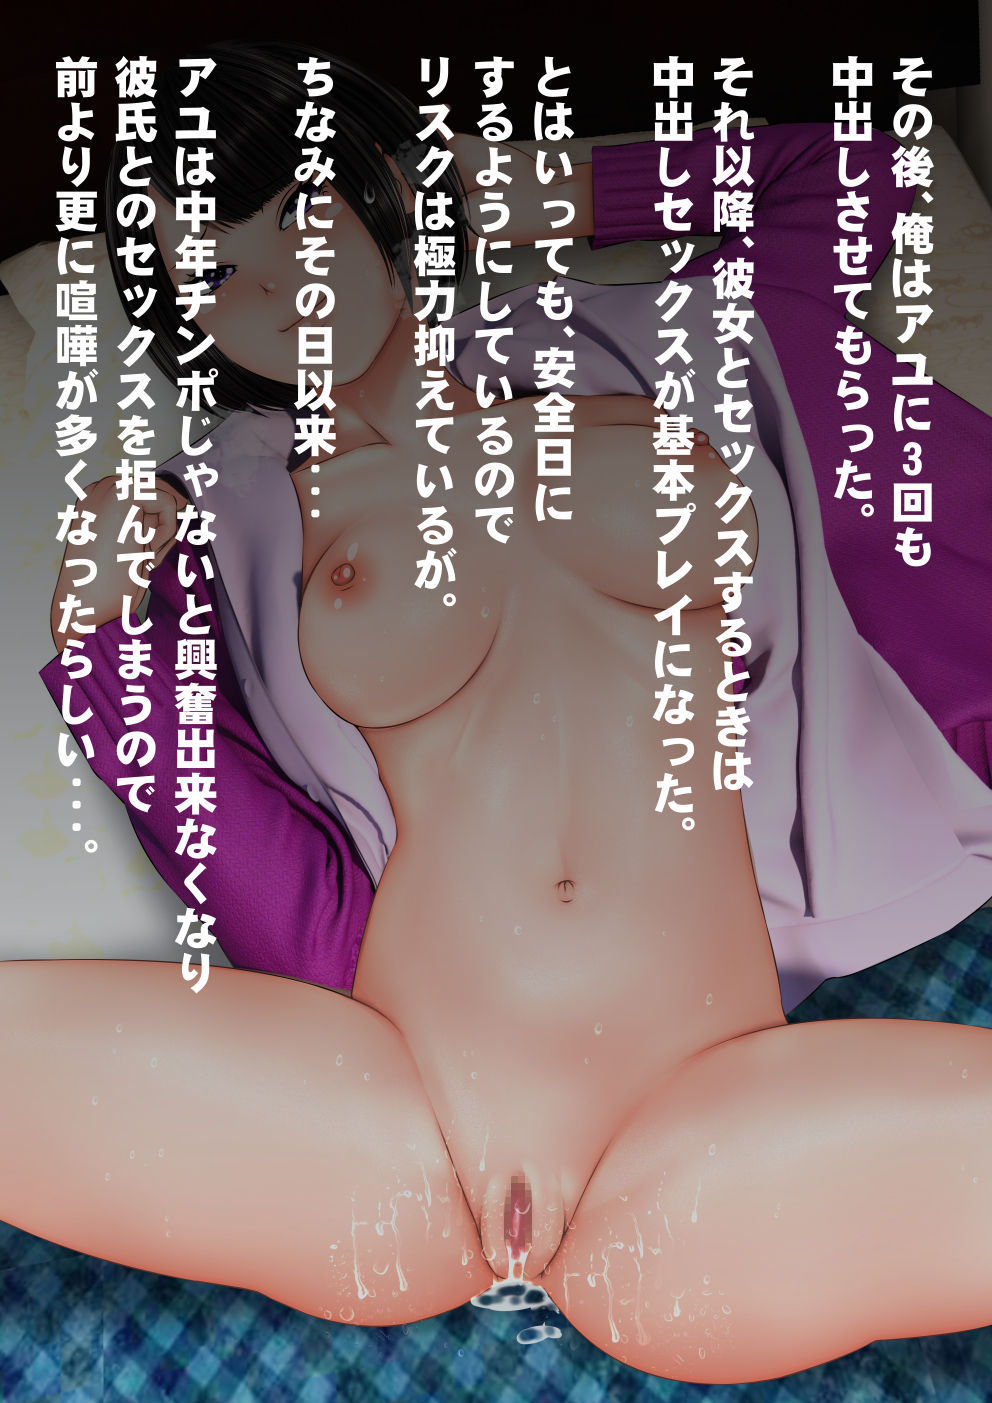 その後、俺はアユに3回も
中出しさせてもらった。
それ以降、彼女とセックスするときは
中出しセックスが基本プレイになった。
とはいっても、安全日に
するようにしているので
リスクは極力抑えているが。
ちなみにその日以来･･･
アユは中年チンポじゃないと興奮出来なくなり
彼氏とのセックスを拒んでしまうので
前より更に喧嘩が多くなったらしい･･･。